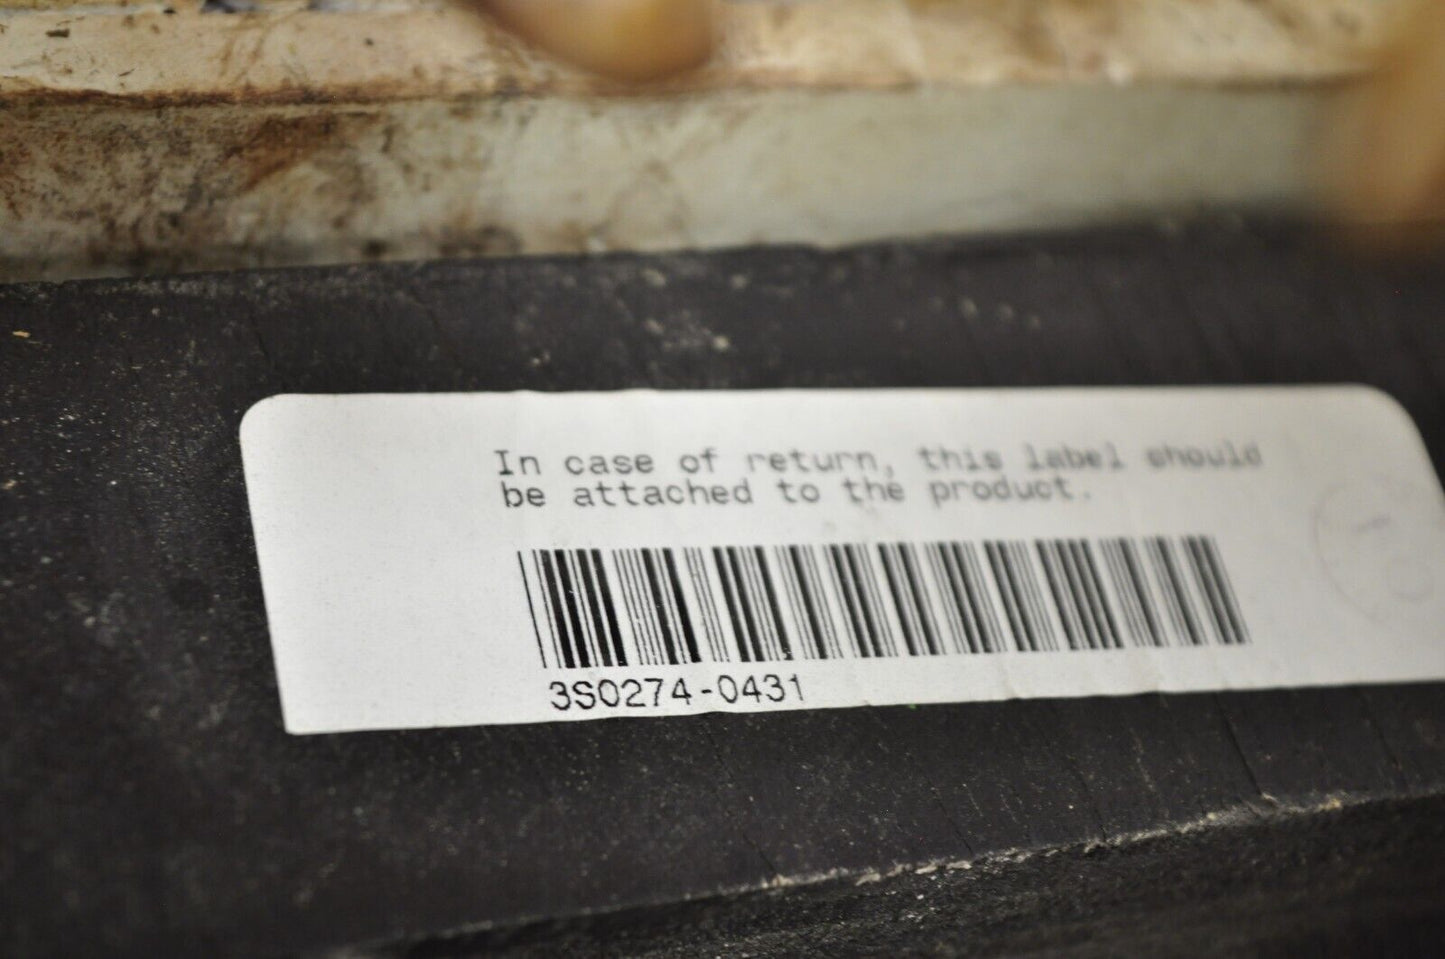 In case of return, this label should
be attached to the product.
3S0274-0431